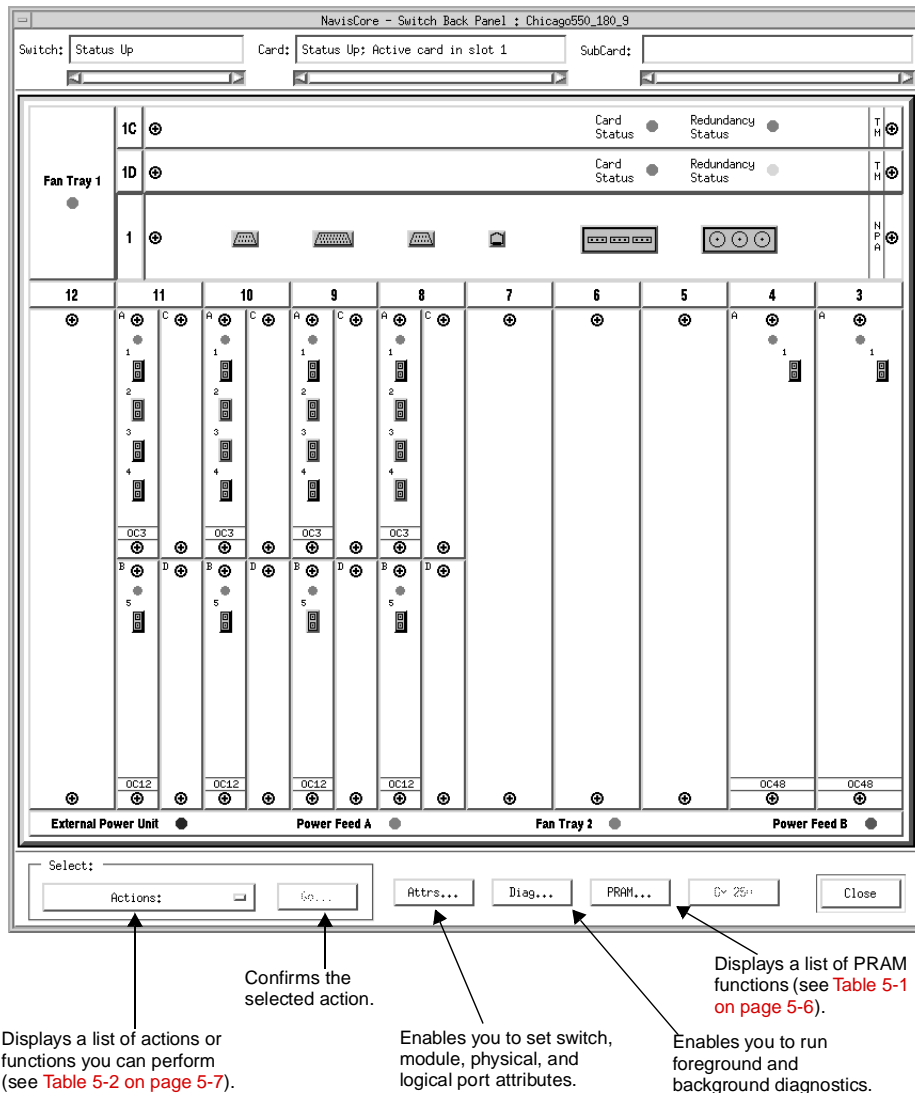 NavisCore - Switch Back Panel : Chicago550_180_9
Switch: Status Up Card: Status Up; Active card in slot 1 SubCard:
Fan Tray 1
1C Card Status Redundancy Status TM
1D Card Status Redundancy Status TM
1 NPA
12 11 10 9 8 7 6 5 4 3
A C A C A C A C A A
1 1 1 1 1 1
2 2 2 2
3 3 3 3
4 4 4 4
OC3 OC3 OC3 OC3
B D B D B D B D
5 5 5 5
OC12 OC12 OC12 OC12 OC48 OC48
External Power Unit Power Feed A Fan Tray 2 Power Feed B
Select:
Actions: Go... Attrs... Diag... PRAM... Close
Confirms the
selected action.
Displays a list of PRAM
functions (see Table 5-1
on page 5-6).
Displays a list of actions or
functions you can perform
(see Table 5-2 on page 5-7).
Enables you to set switch,
module, physical, and
logical port attributes.
Enables you to run
foreground and
background diagnostics.